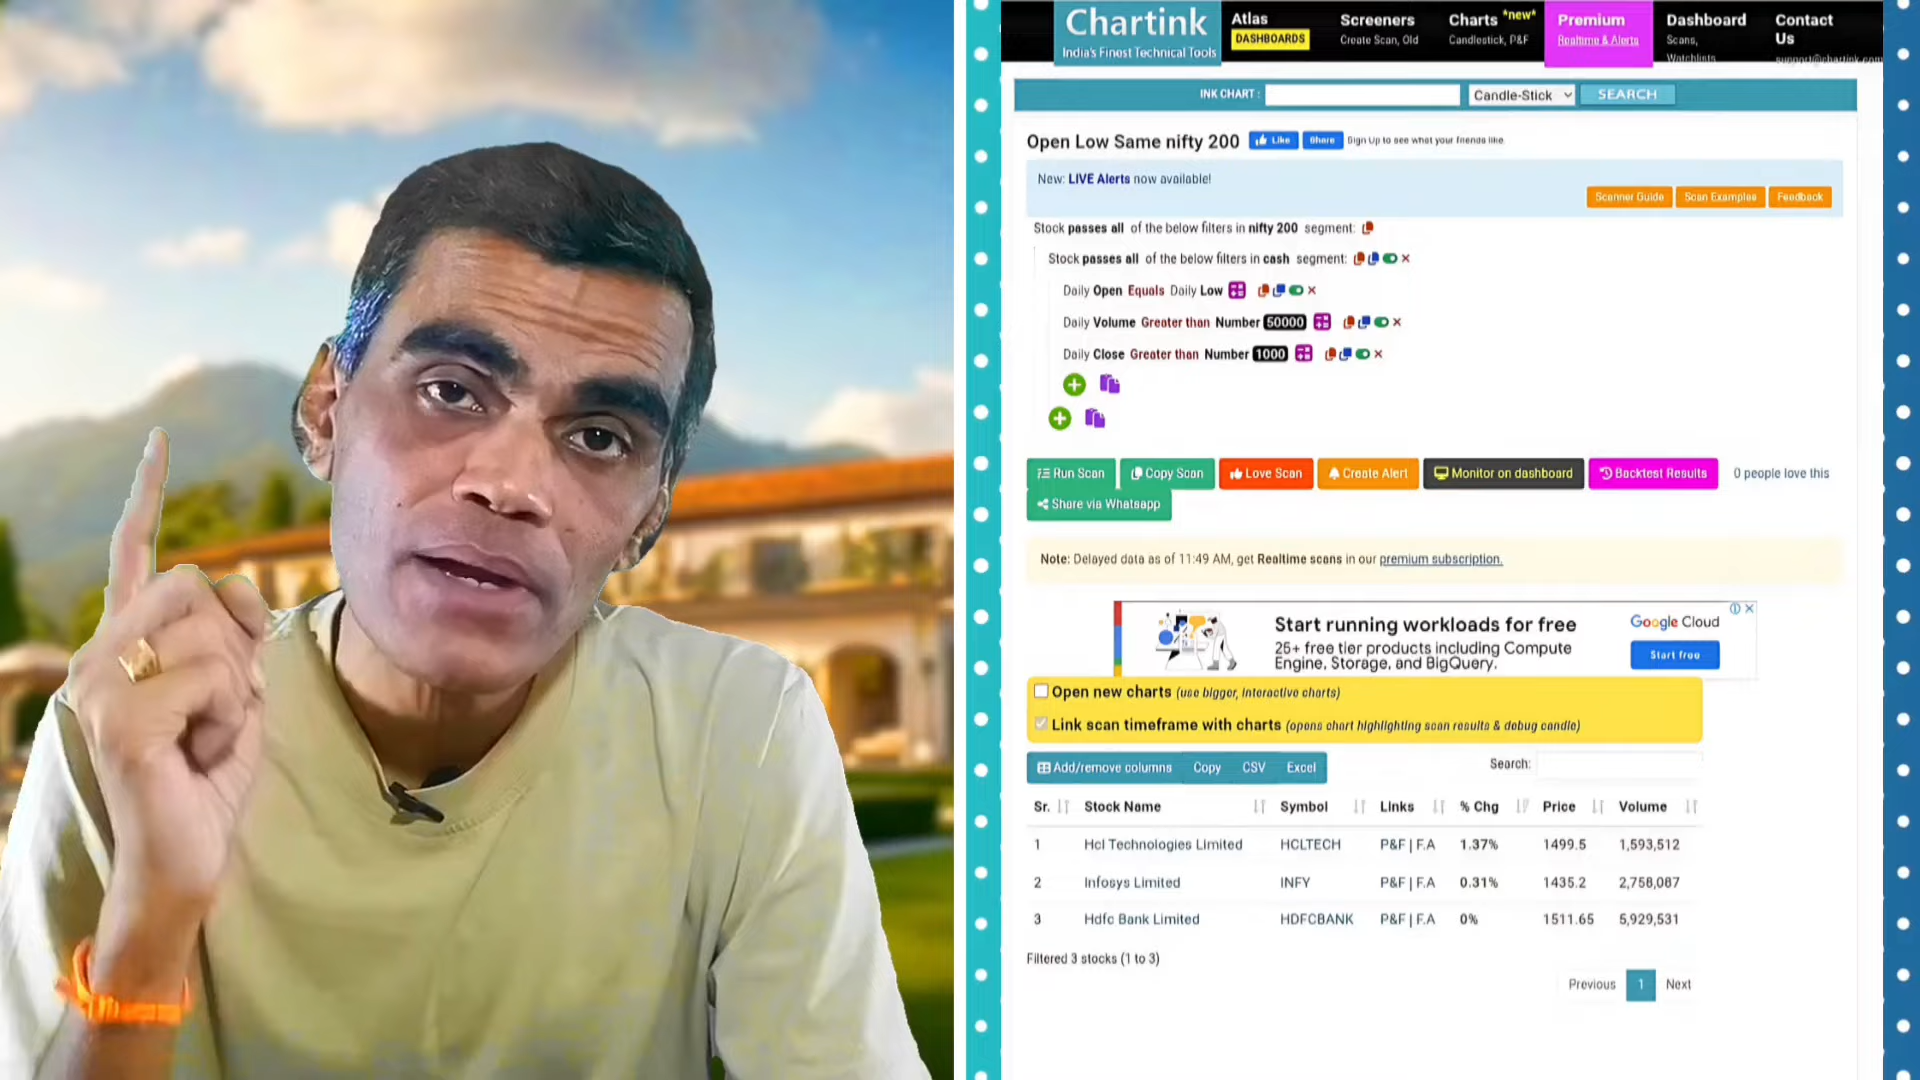 Chartink
India's Finest Technical Tools
Atlas
DASHBOARDS
Screeners
Create Scan, Old
Charts *new*
Candlestick, P&F
Premium
Realtime & Alerts
Dashboard
Scans,
Watchlists
Contact
Us
support@chartink.com
INK CHART :
Candle-Stick
SEARCH
Open Low Same nifty 200
Like
Share
Sign Up to see what your friends like.
New: LIVE Alerts now available!
Scanner Guide
Scan Examples
Feedback
Stock passes all of the below filters in nifty 200 segment:
Stock passes all of the below filters in cash segment:
Daily Open Equals Daily Low
Daily Volume Greater than Number 50000
Daily Close Greater than Number 1000
Run Scan
Copy Scan
Love Scan
Create Alert
Monitor on dashboard
Backtest Results
0 people love this
Share via Whatsapp
Note: Delayed data as of 11:49 AM, get Realtime scans in our premium subscription.
Start running workloads for free
25+ free tier products including Compute
Engine, Storage, and BigQuery.
Google Cloud
Start free
Open new charts (use bigger, interactive charts)
Link scan timeframe with charts (opens chart highlighting scan results & debug candle)
Add/remove columns Copy CSV Excel
Search:
Sr. Stock Name Symbol Links % Chg Price Volume
1 Hcl Technologies Limited HCLTECH P&F | F.A 1.37% 1499.5 1,593,512
2 Infosys Limited INFY P&F | F.A 0.31% 1435.2 2,758,087
3 Hdfc Bank Limited HDFCBANK P&F | F.A 0% 1511.65 5,929,531
Filtered 3 stocks (1 to 3)
Previous 1 Next